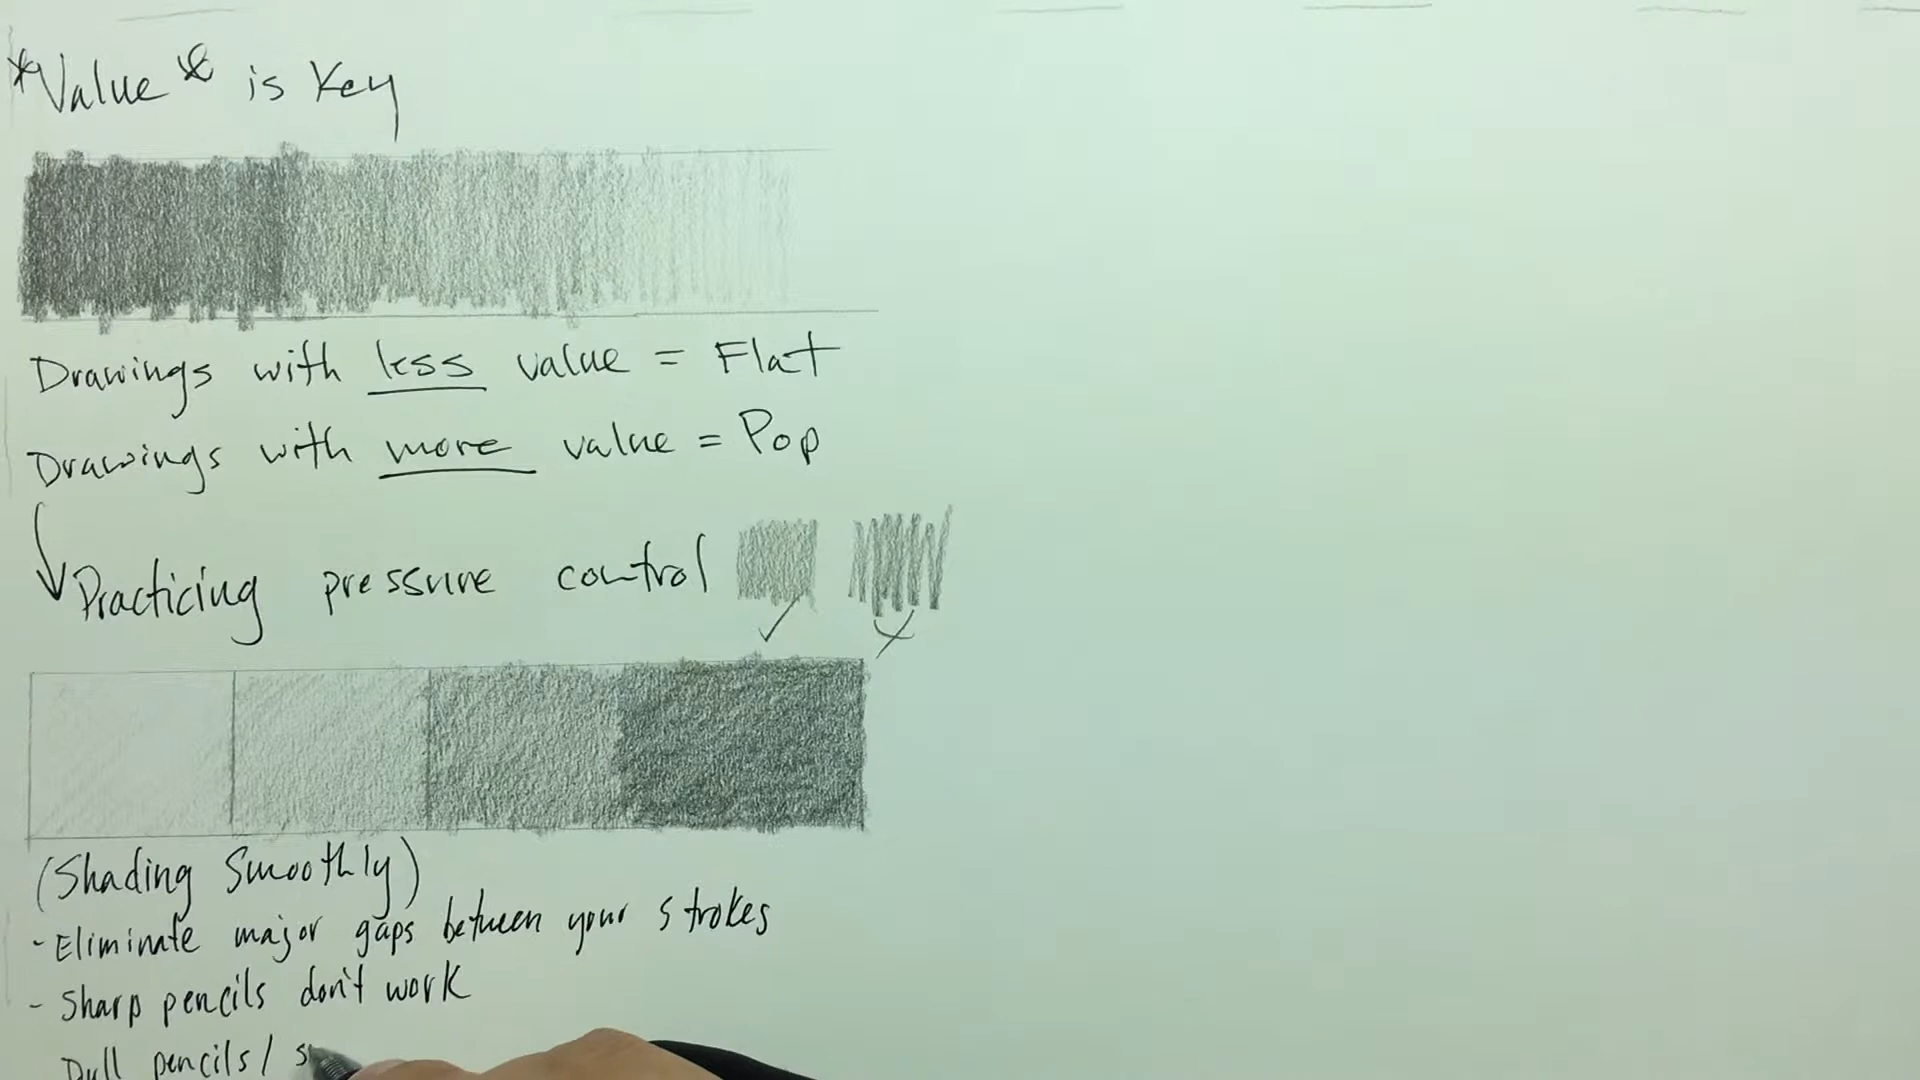 *Value* is Key
Drawings with less value = Flat
Drawings with more value = Pop
Practicing pressure control
(Shading Smoothly)
- Eliminate major gaps between your strokes
- Sharp pencils don't work
Dull pencils/ s